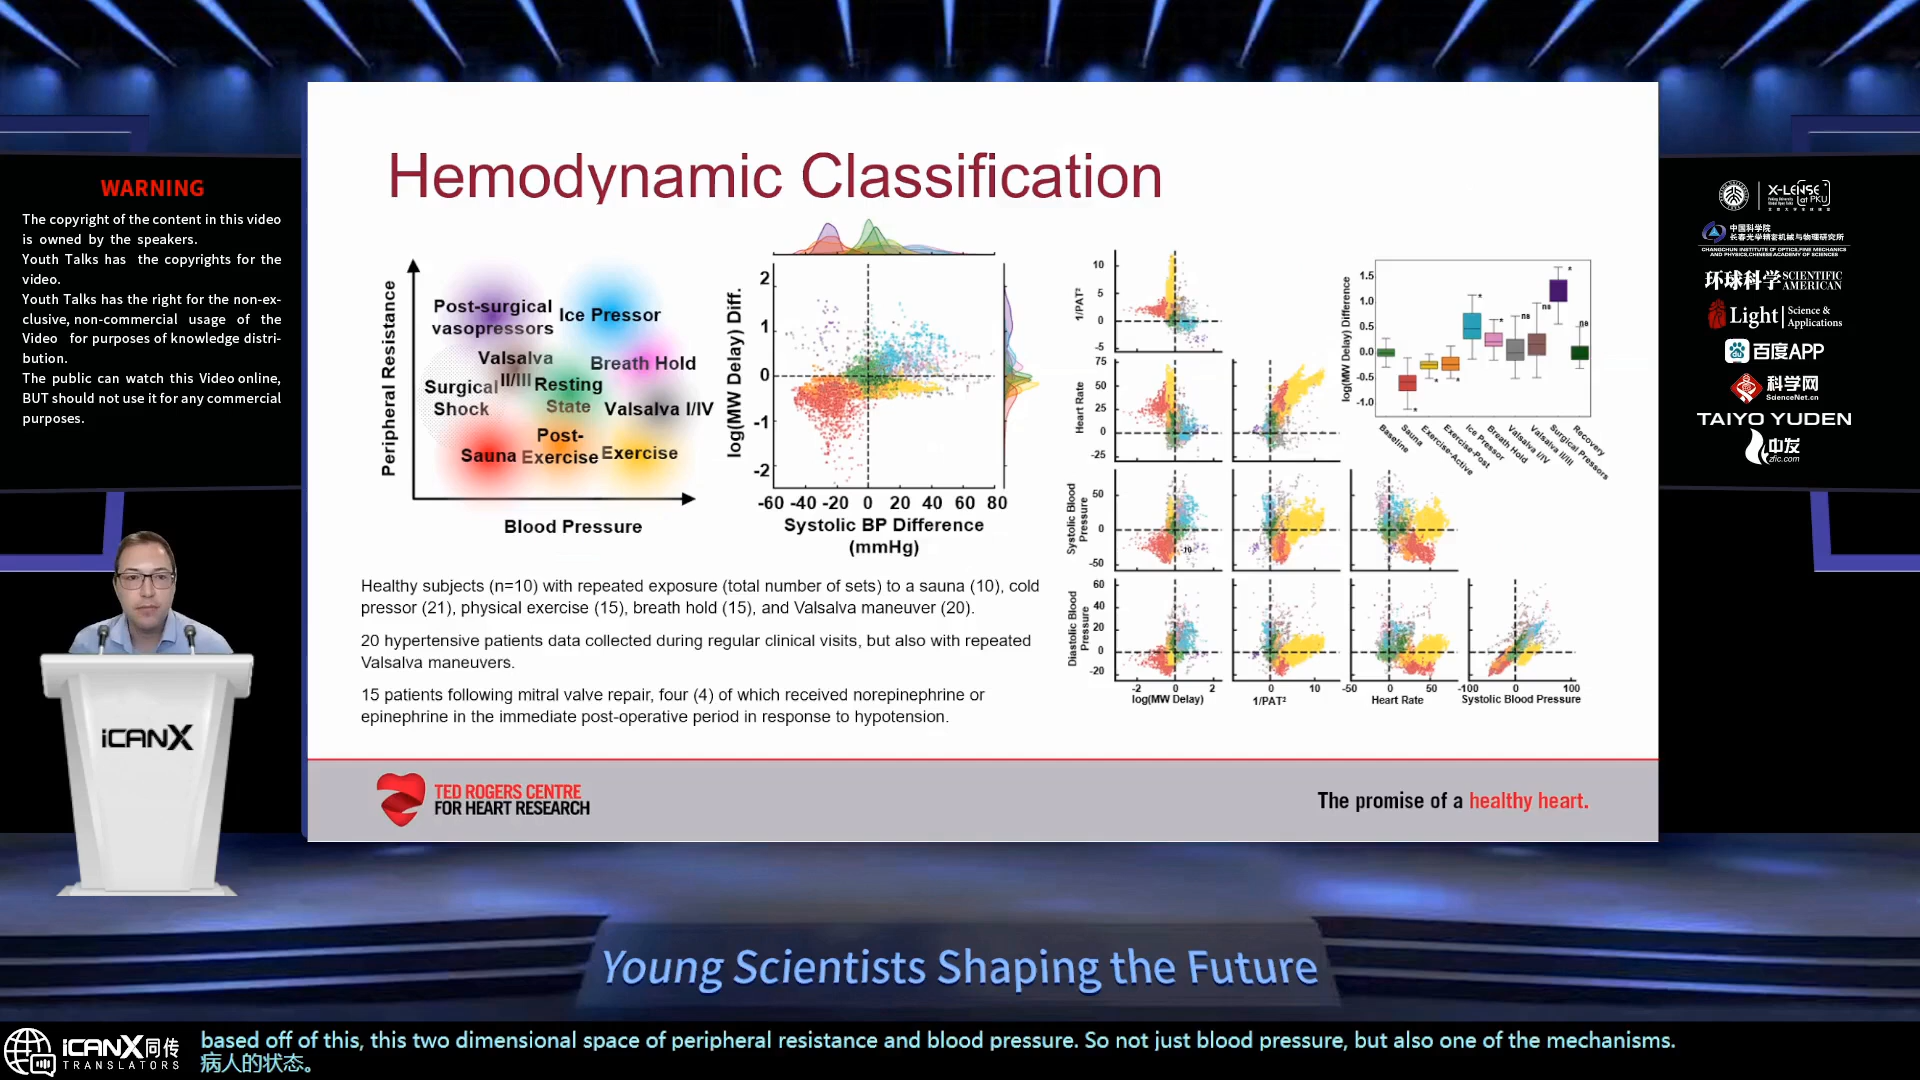 WARNING
The copyright of the content in this video
is owned by the speakers.
Youth Talks has the copyrights for the
video.
Youth Talks has the right for the non-ex-
clusive, non-commercial usage of the
Video for purposes of knowledge distri-
bution.
The public can watch this Video online,
BUT should not use it for any commercial
purposes.
Hemodynamic Classification
Peripheral Resistance
Post-surgical
vasopressors
Ice Pressor
Valsalva
II/III
Breath Hold
Surgical
Shock
Resting
State
Valsalva I/IV
Sauna
Post-
Exercise
Exercise
Blood Pressure
log(MW Delay) Diff.
2
1
0
-1
-2
-60 -40 -20 0 20 40 60 80
Systolic BP Difference
(mmHg)
1/PAT²
10
5
0
-5
Heart Rate
75
50
25
0
-25
Systolic Blood
Pressure
50
0
-50
-10
Diastolic Blood
Pressure
60
40
20
0
-20
-2 0 2
log(MW Delay)
0 10
1/PAT²
-50 0 50
Heart Rate
-100 0 100
Systolic Blood Pressure
log(MW Delay) Difference
1.5
1.0
0.5
0.0
-0.5
-1.0
* * * * * ns ns * ns
Baseline
Sauna
Exercise-Active
Exercise-Post
Ice Pressor
Breath Hold
Valsalva I/IV
Valsalva II/III
Surgical Pressors
Recovery
Healthy subjects (n=10) with repeated exposure (total number of sets) to a sauna (10), cold
pressor (21), physical exercise (15), breath hold (15), and Valsalva maneuver (20).
20 hypertensive patients data collected during regular clinical visits, but also with repeated
Valsalva maneuvers.
15 patients following mitral valve repair, four (4) of which received norepinephrine or
epinephrine in the immediate post-operative period in response to hypotension.
TED ROGERS CENTRE
FOR HEART RESEARCH
The promise of a healthy heart.
X-LENSE
at PKU
中国科学院
长春光学精密机械与物理研究所
CHANGCHUN INSTITUTE OF OPTICS, FINE MECHANICS
AND PHYSICS, CHINESE ACADEMY OF SCIENCES
环球科学 SCIENTIFIC
AMERICAN
Light Science &
Applications
百度APP
科学网
ScienceNet.cn
TAIYO YUDEN
中发
zfic.com
iCANX
Young Scientists Shaping the Future
iCANX同传
TRANSLATORS
based off of this, this two dimensional space of peripheral resistance and blood pressure. So not just blood pressure, but also one of the mechanisms.
病人的状态。